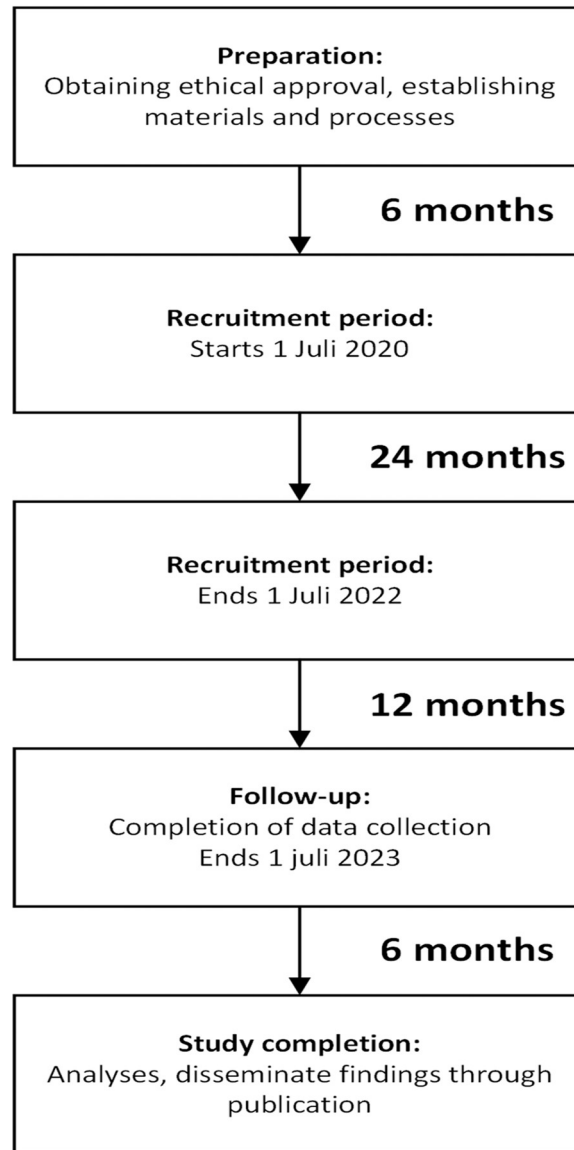 Preparation:
Obtaining ethical approval, establishing
materials and processes
6 months
Recruitment period:
Starts 1 Juli 2020
24 months
Recruitment period:
Ends 1 Juli 2022
12 months
Follow-up:
Completion of data collection
Ends 1 juli 2023
6 months
Study completion:
Analyses, disseminate findings through
publication